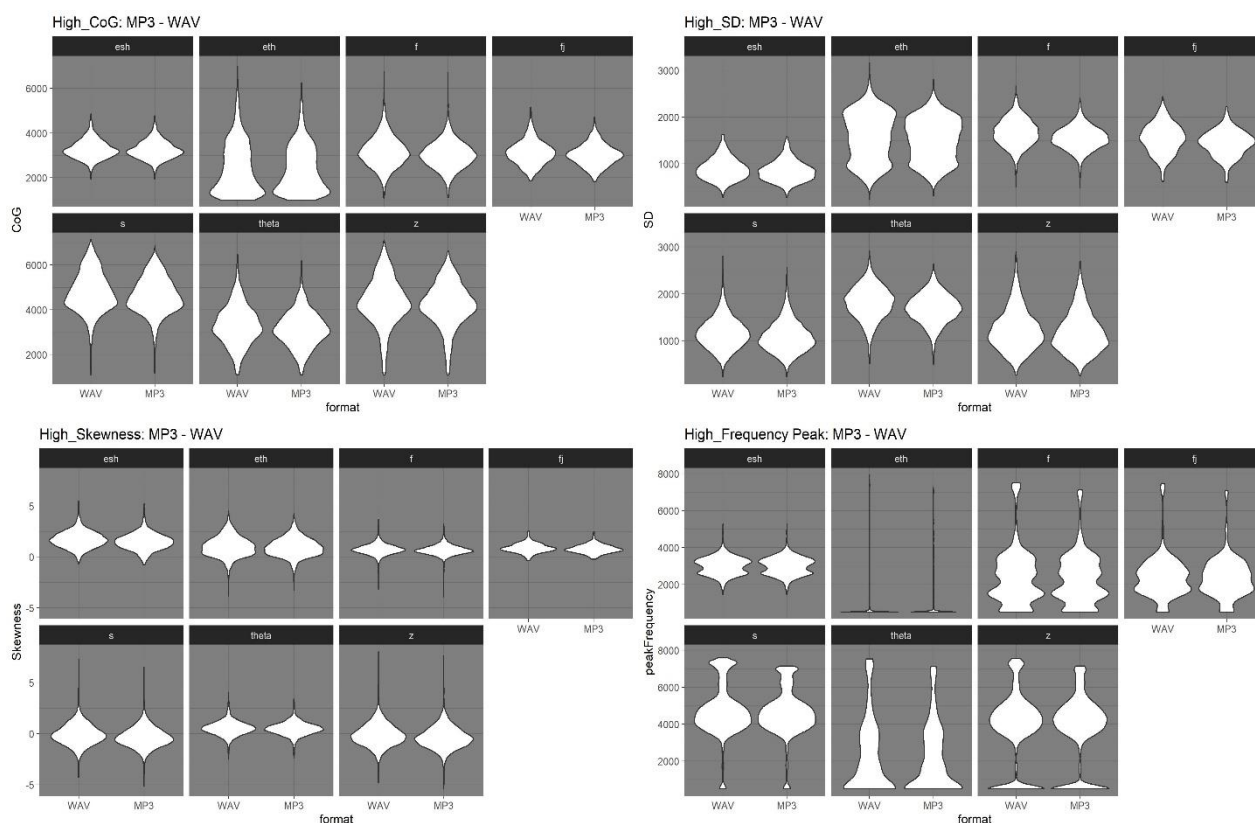 High_CoG: MP3 - WAV
esh eth f fj
6000
4000
2000
WAV MP3
s theta z
6000
4000
2000
WAV MP3 WAV MP3 WAV MP3
CoG
format
High_SD: MP3 - WAV
esh eth f fj
3000
2000
1000
WAV MP3
s theta z
3000
2000
1000
WAV MP3 WAV MP3 WAV MP3
SD
format
High_Skewness: MP3 - WAV
esh eth f fj
5
0
-5
WAV MP3
s theta z
5
0
-5
WAV MP3 WAV MP3 WAV MP3
Skewness
format
High_Frequency Peak: MP3 - WAV
esh eth f fj
8000
6000
4000
2000
WAV MP3
s theta z
8000
6000
4000
2000
WAV MP3 WAV MP3 WAV MP3
peakFrequency
format